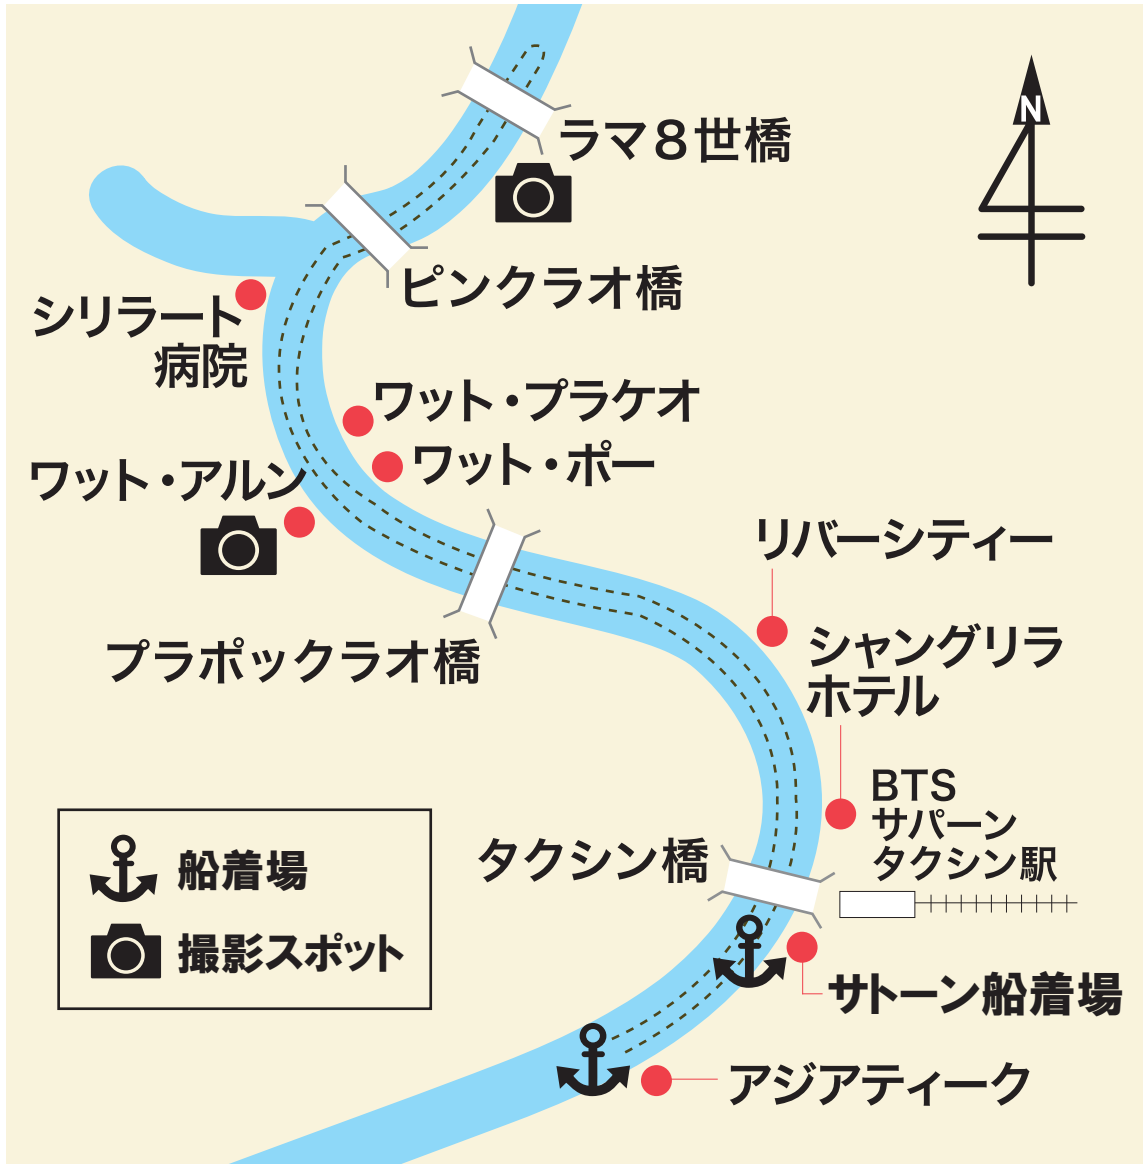 N
ラマ８世橋
ピンクラオ橋
シリラート
病院
ワット・プラケオ
ワット・ポー
ワット・アルン
リバーシティー
シャングリラ
ホテル
プラポックラオ橋
BTS
サパーン
タクシン駅
タクシン橋
船着場
撮影スポット
サトーン船着場
アジアティーク